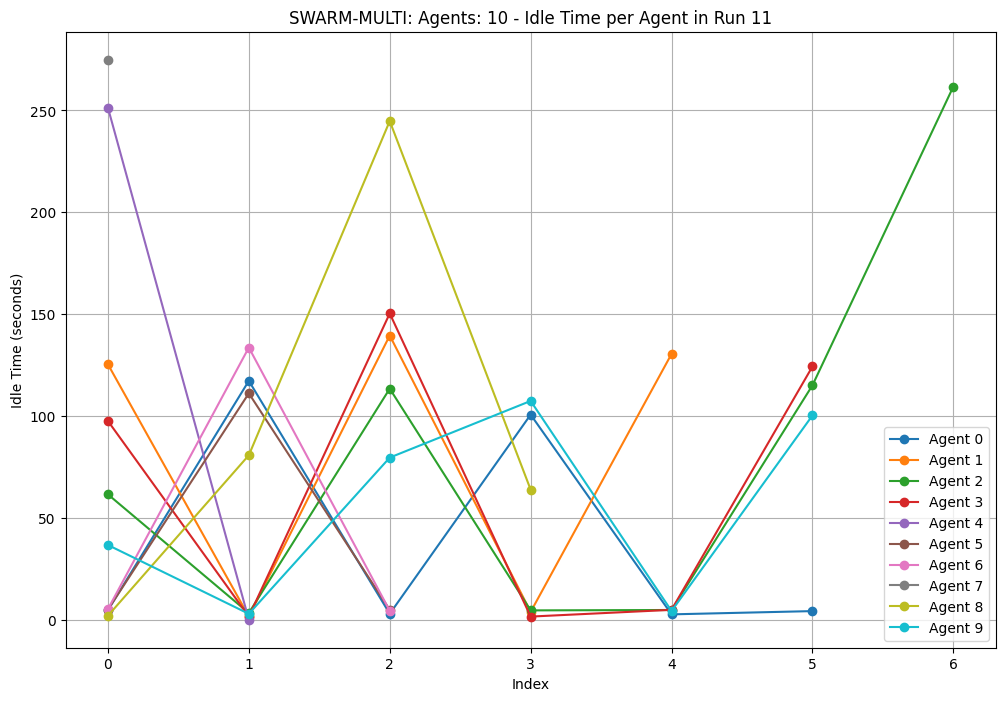 SWARM-MULTI: Agents: 10 - Idle Time per Agent in Run 11
Idle Time (seconds)
250
200
150
100
50
0
0 1 2 3 4 5 6
Index
Agent 0
Agent 1
Agent 2
Agent 3
Agent 4
Agent 5
Agent 6
Agent 7
Agent 8
Agent 9